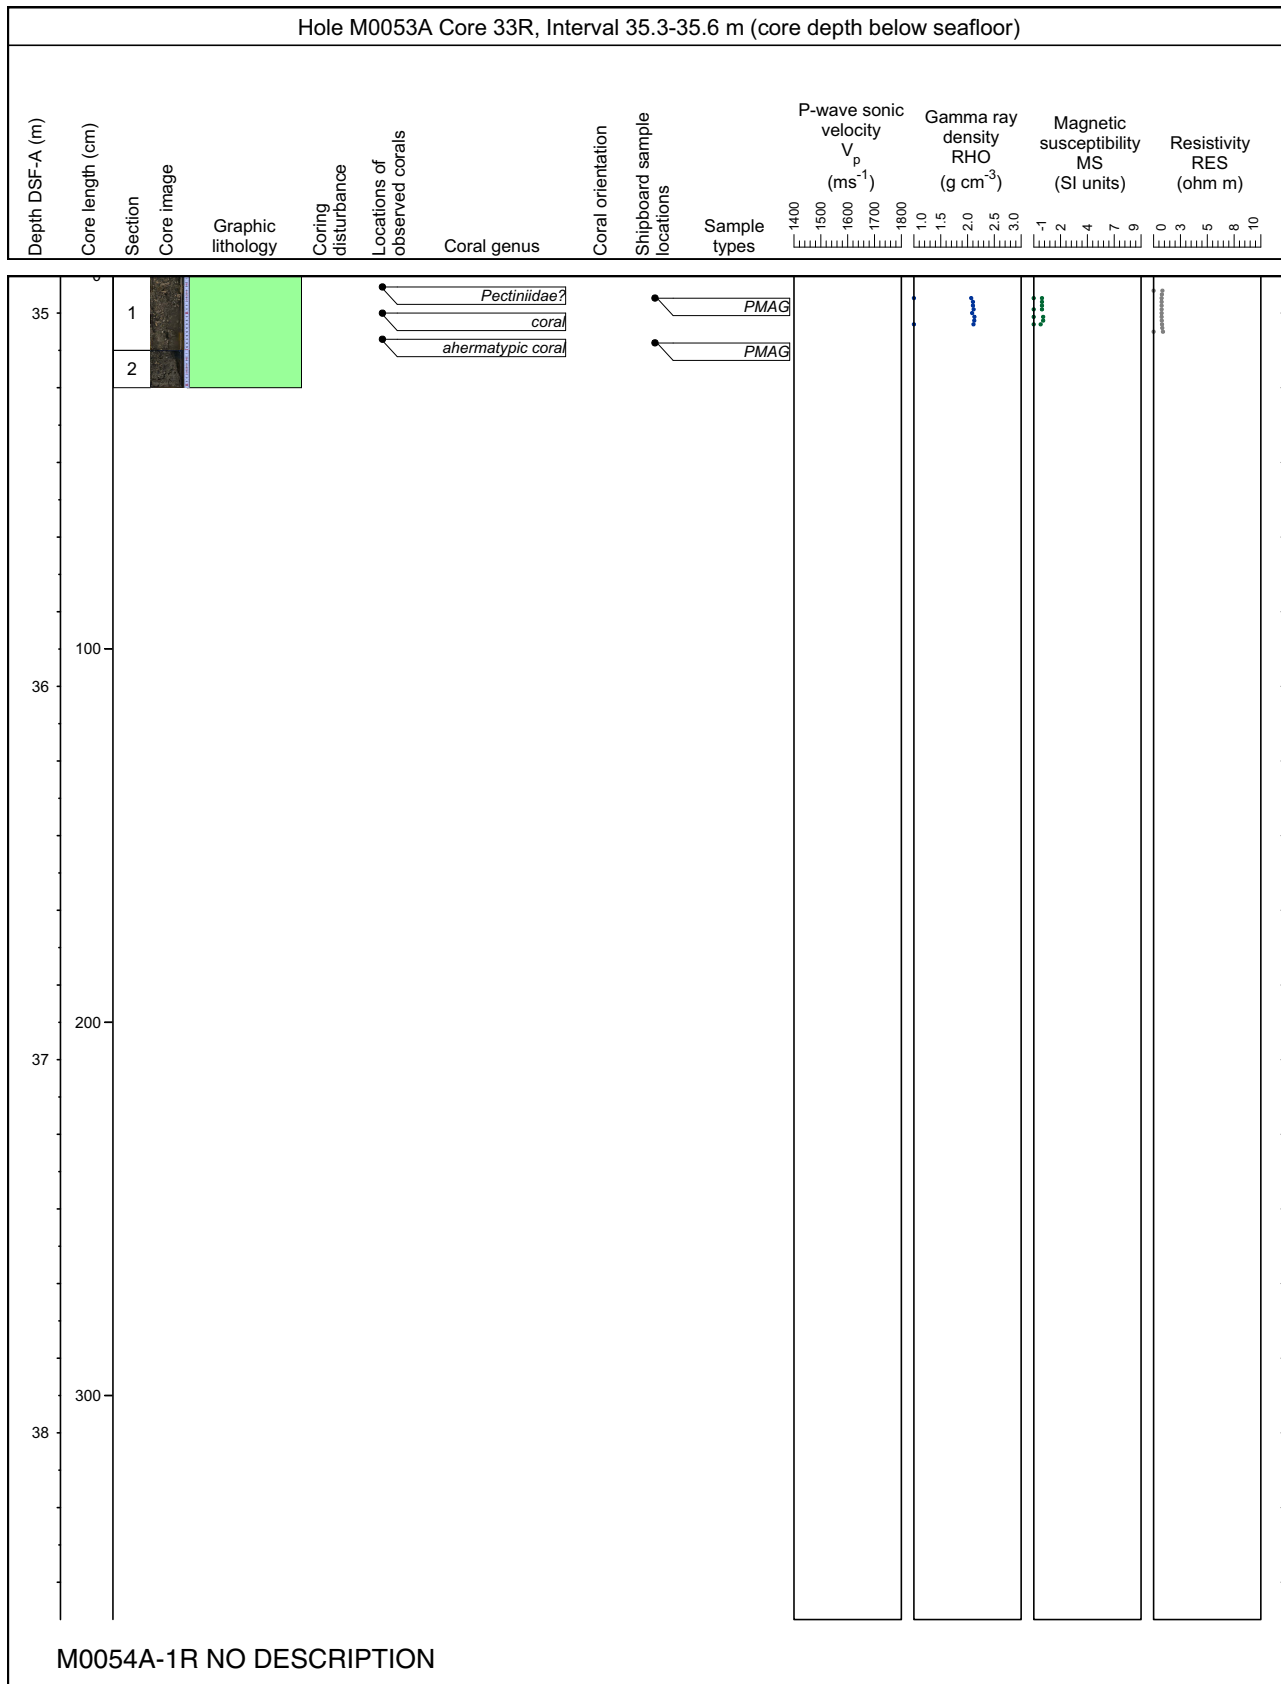 Hole M0053A Core 33R, Interval 35.3-35.6 m (core depth below seafloor)
Depth DSF-A (m)
Core length (cm)
Section
Core image
Graphic
lithology
Coring
disturbance
Locations of
observed corals
Coral genus
Coral orientation
Shipboard sample
locations
Sample
types
P-wave sonic
velocity
Vp
(ms-1)
1400
1500
1600
1700
1800
Gamma ray
density
RHO
(g cm-3)
1.0
1.5
2.0
2.5
3.0
Magnetic
susceptibility
MS
(SI units)
-1
2
4
7
9
Resistivity
RES
(ohm m)
0
3
5
8
10
0
35
1
2
Pectiniidae?
coral
ahermatypic coral
PMAG
PMAG
100
36
200
37
300
38
M0054A-1R NO DESCRIPTION